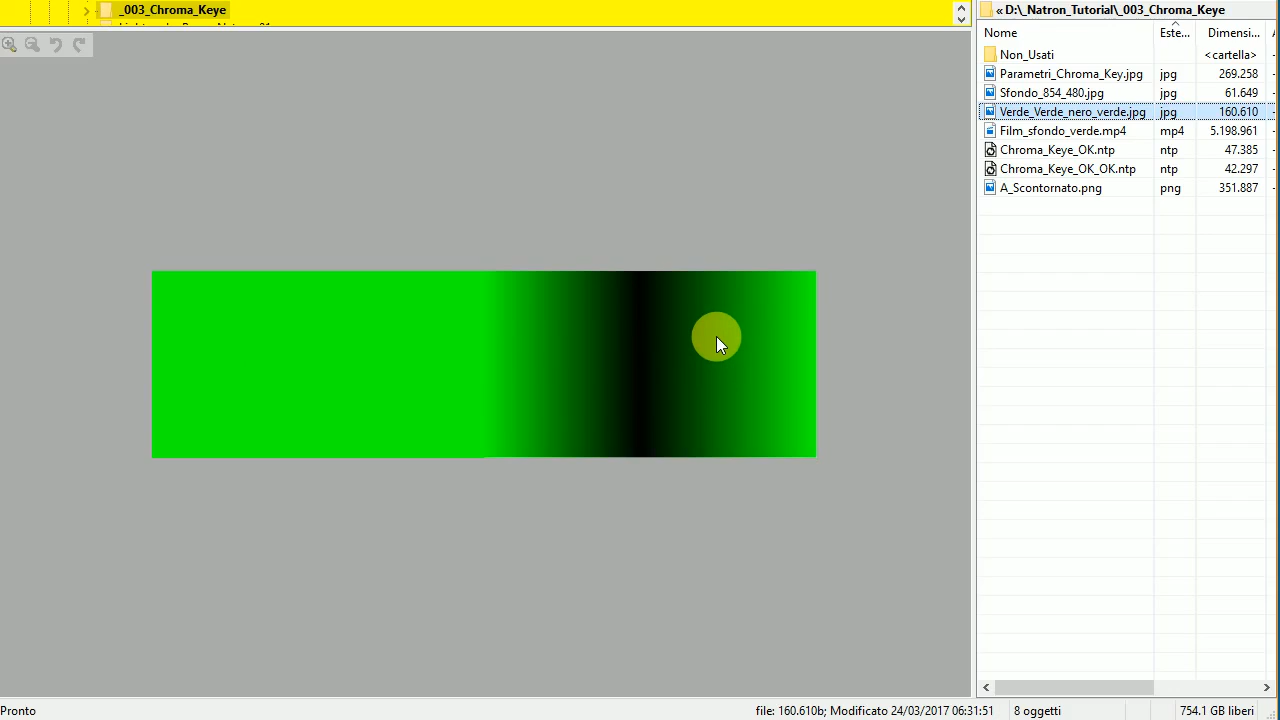 _003_Chroma_Keye
« D:\_Natron_Tutorial\_003_Chroma_Keye
Nome Este... Dimensi...
Non_Usati <cartella>
Parametri_Chroma_Key.jpg jpg 269.258
Sfondo_854_480.jpg jpg 61.649
Verde_Verde_nero_verde.jpg jpg 160.610
Film_sfondo_verde.mp4 mp4 5.198.961
Chroma_Keye_OK.ntp ntp 47.385
Chroma_Keye_OK_OK.ntp ntp 42.297
A_Scontornato.png png 351.887
Pronto file: 160.610b; Modificato 24/03/2017 06:31:51 8 oggetti 754.1 GB liberi